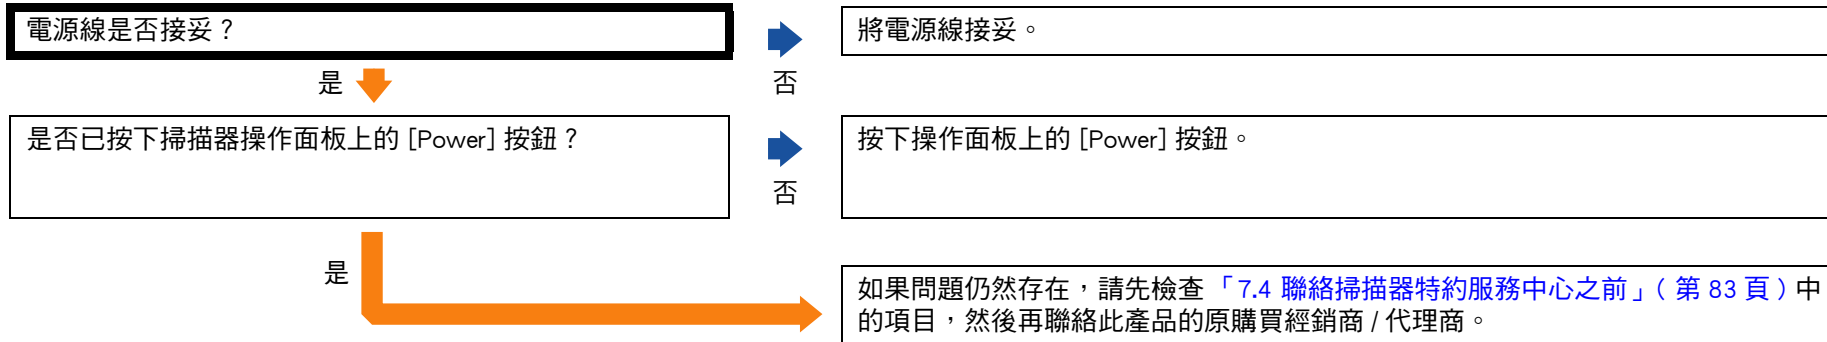 電源線是否接妥？
將電源線接妥。
是
否
是否已按下掃描器操作面板上的 [Power] 按鈕？
按下操作面板上的 [Power] 按鈕。
否
是
如果問題仍然存在，請先檢查「7.4 聯絡掃描器特約服務中心之前」( 第 83 頁 ) 中
的項目，然後再聯絡此產品的原購買經銷商 / 代理商。